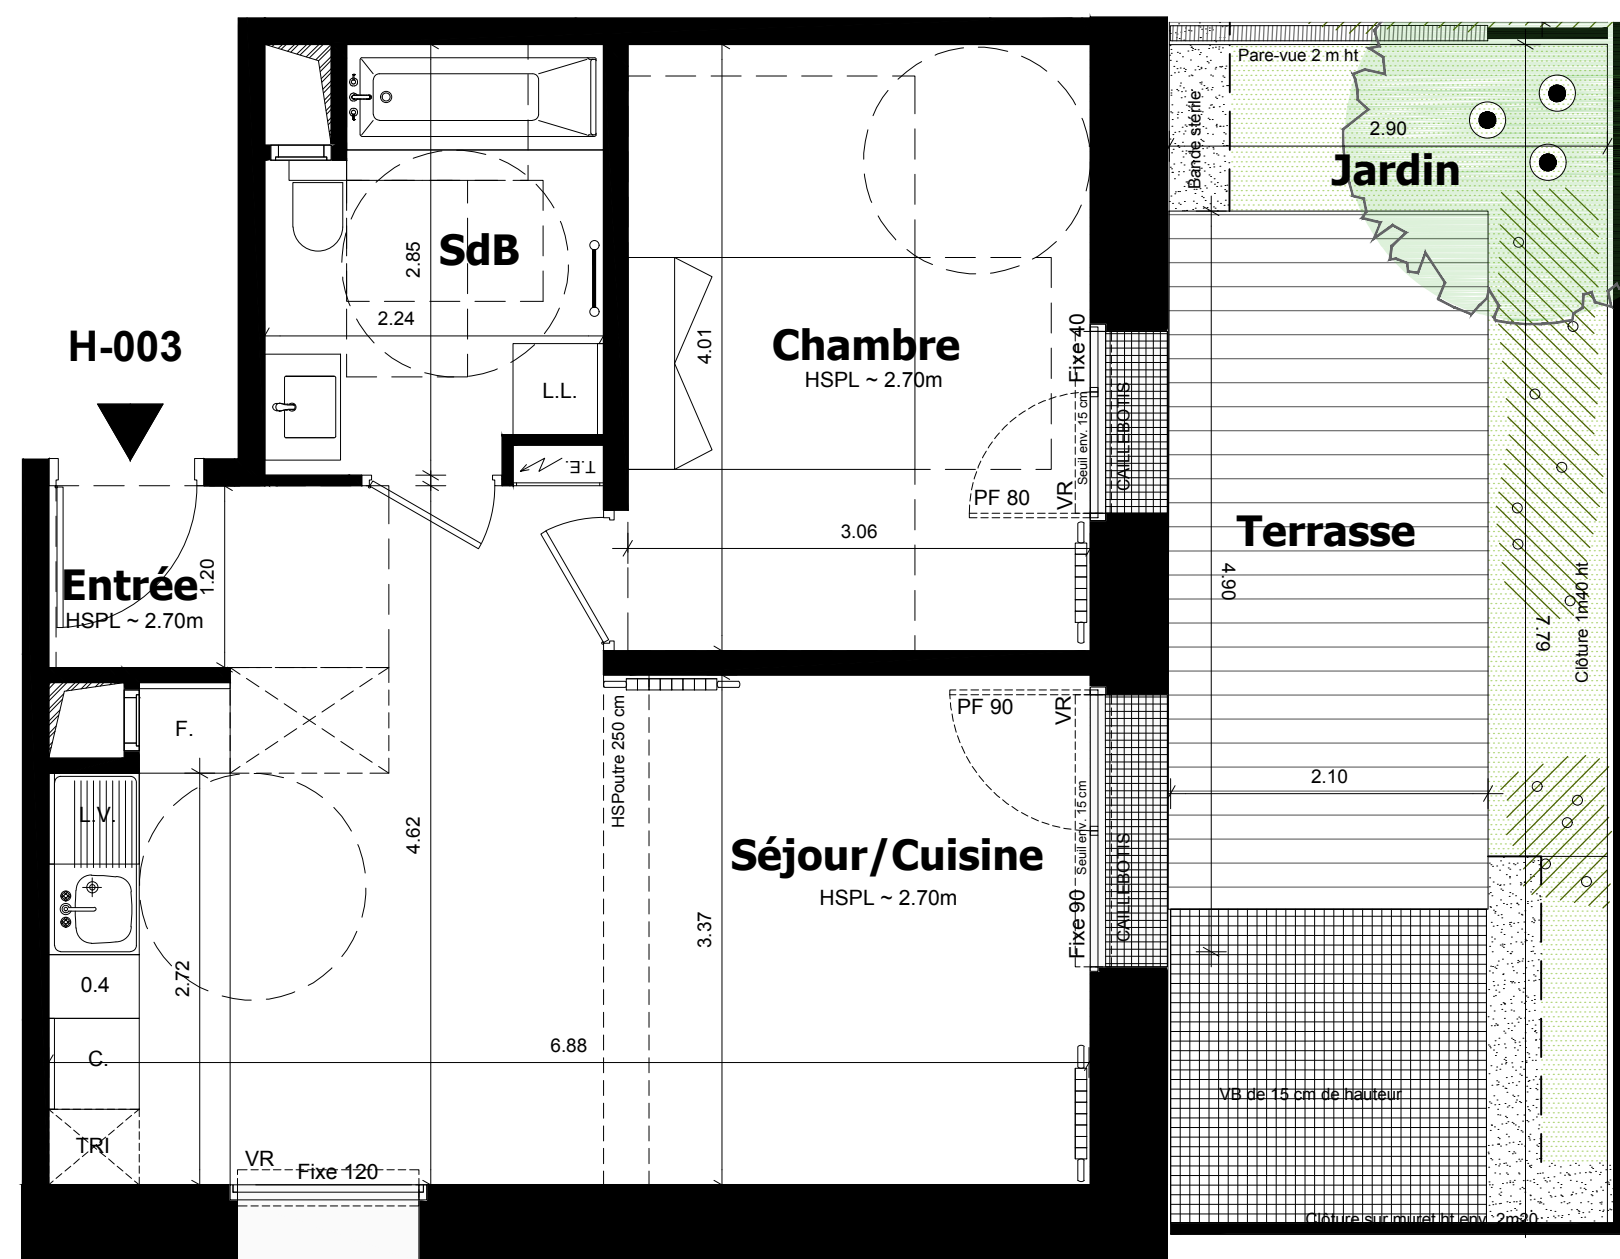 Pare-vue 2 m ht
Bande stérile
2.90
Jardin
SdB
2.85
2.24
H-003
Chambre
HSPL ~ 2.70m
4.01
Fixe 40
L.L.
Seuil env. 15 cm
CAILLEBOTIS
T.E.
PF 80
VR
3.06
Terrasse
4.90
Entrée
HSPL ~ 2.70m
1.20
Clôture 1m40 ht
7.79
F.
HSPoutre 250 cm
PF 90
VR
2.10
L.V.
4.62
Séjour/Cuisine
HSPL ~ 2.70m
Seuil env. 15 cm
CAILLEBOTIS
Fixe 90
3.37
2.72
0.4
C.
6.88
VB de 15 cm de hauteur
TRI
VR
Fixe 120
Clôture sur muret ht env. 2m20